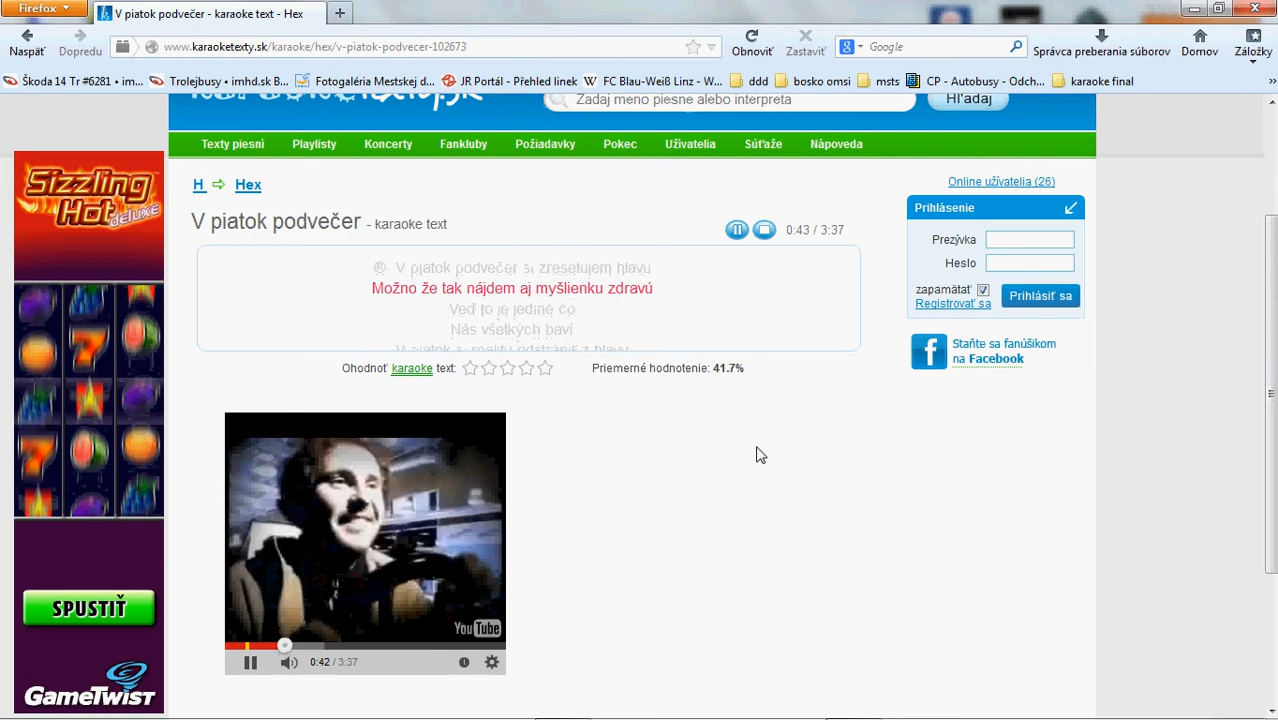 Firefox
V piatok podvečer - karaoke text - Hex
Naspäť
Dopredu
www.karaoketexty.sk/karaoke/hex/v-piatok-podvecer-102673
Obnoviť
Zastaviť
Google
Správca preberania súborov
Domov
Záložky
Škoda 14 Tr #6281 • im...
Trolejbusy • imhd.sk B...
Fotogaléria Mestskej d...
JR Portál - Přehled linek
FC Blau-Weiß Linz - W...
ddd
bosko omsi
msts
CP - Autobusy - Odch...
karaoke final
Zadaj meno piesne alebo interpreta
Hľadaj
Texty piesní
Playlisty
Koncerty
Fankluby
Požiadavky
Pokec
Užívatelia
Súťaže
Nápoveda
H
Hex
Online užívatelia (26)
V piatok podvečer - karaoke text
0:43 / 3:37
® V piatok podvečer si zresetujem hlavu
Možno že tak nájdem aj myšlienku zdravú
Veď to je jediné čo
Nás všetkých baví
V piatok si realitu odstrániť z hlavy
Ohodnoť karaoke text:
Priemerné hodnotenie: 41.7%
Prihlásenie
Prezývka
Heslo
zapamätať
Registrovať sa
Prihlásiť sa
Staňte sa fanúšikom
na Facebook
Sizzling
Hot
deluxe
SPUSTIŤ
GameTwist
YouTube
0:42 / 3:37